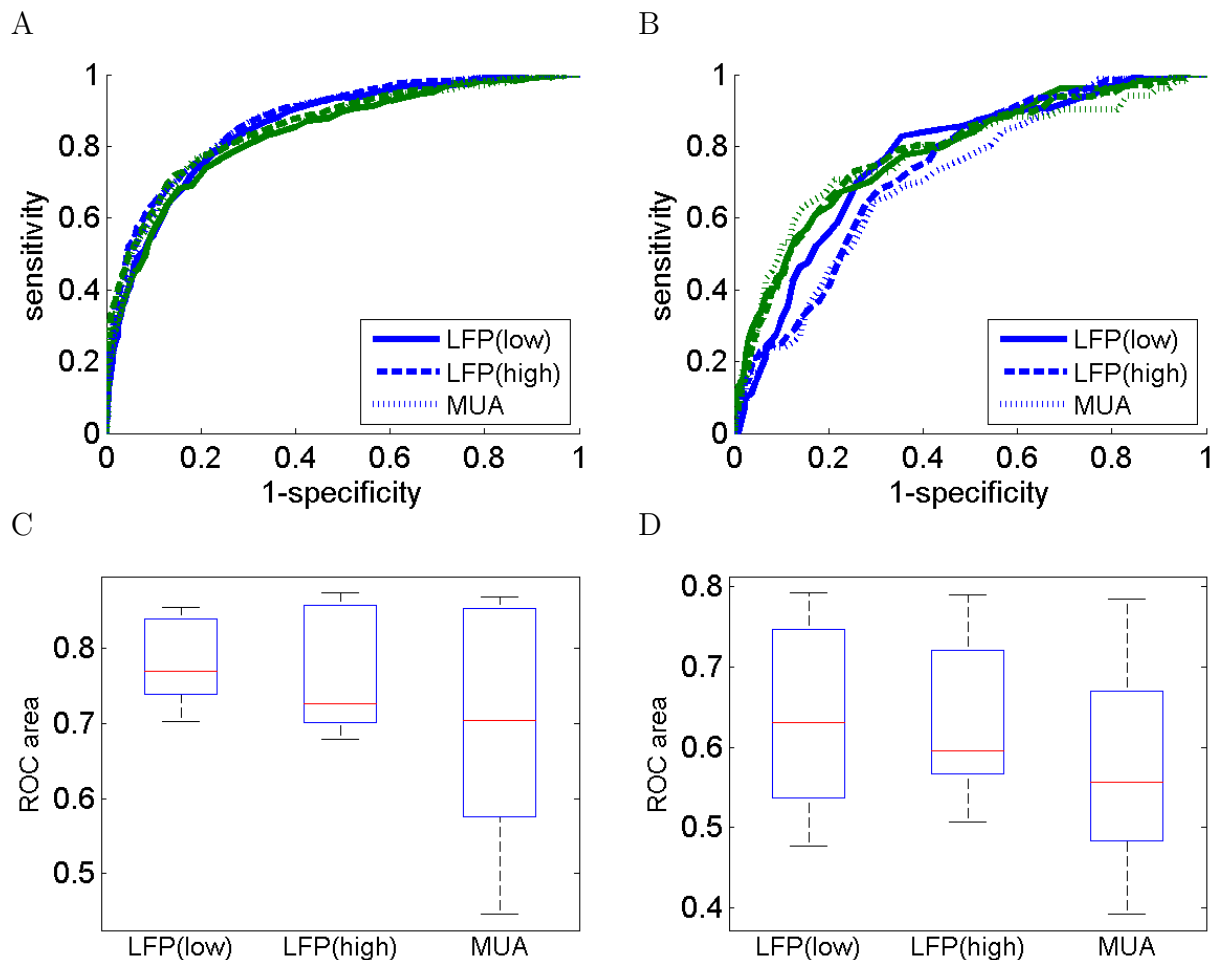 A
B
1
0.8
0.6
0.4
0.2
0
sensitivity
LFP(low)
LFP(high)
MUA
0
0.2
0.4
0.6
0.8
1
1-specificity
1
0.8
0.6
0.4
0.2
0
sensitivity
LFP(low)
LFP(high)
MUA
0
0.2
0.4
0.6
0.8
1
1-specificity
C
D
0.8
0.7
0.6
0.5
ROC area
LFP(low)
LFP(high)
MUA
0.8
0.7
0.6
0.5
0.4
ROC area
LFP(low)
LFP(high)
MUA